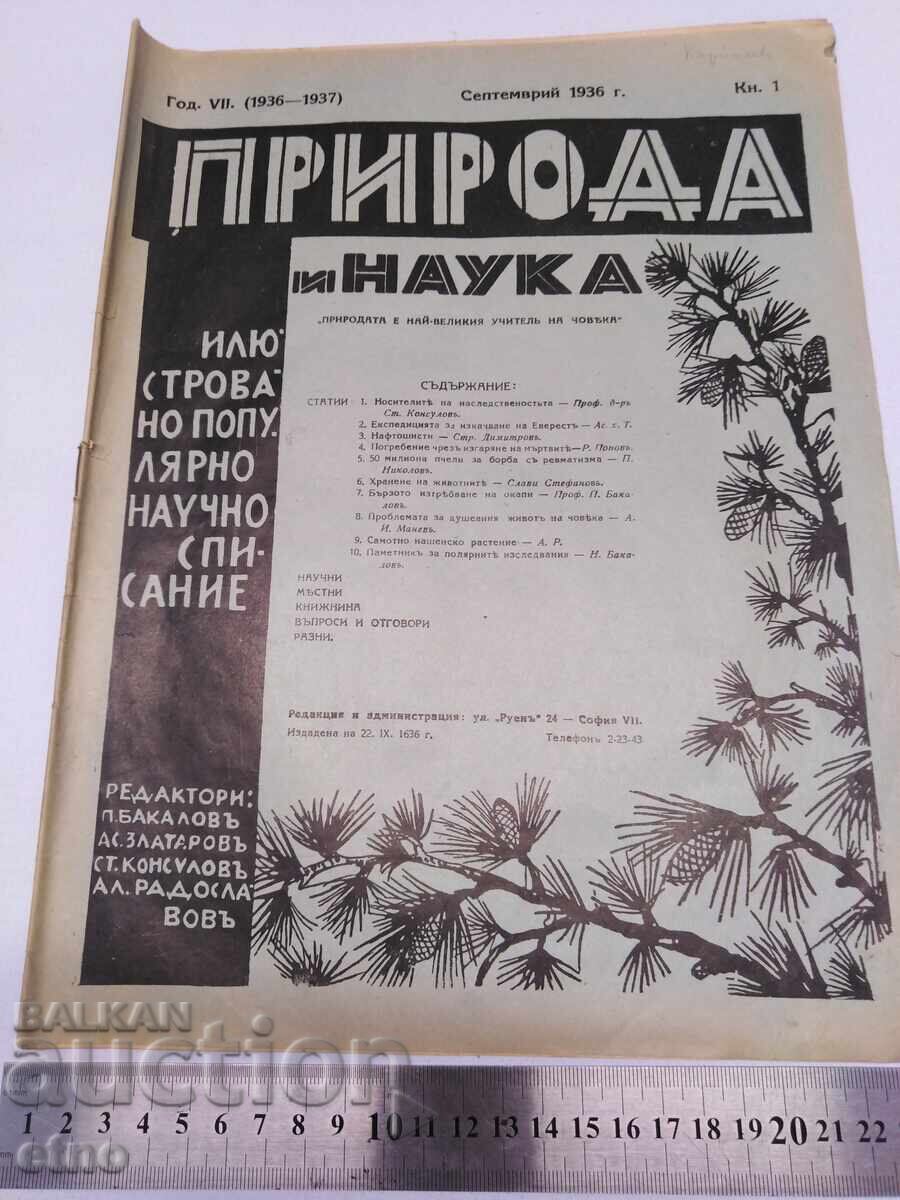 Год. VII. (1936—1937) Септемврий 1936 г. Кн. 1
ПРИРОДА
и НАУКА
„ПРИРОДАТА Е НАЙ-ВЕЛИКИЯ УЧИТЕЛЬ НА ЧОВѢКА“
ИЛЮ-
СТРОВА-
НО ПОПУ-
ЛЯРНО
НАУЧНО
СПИ-
САНИЕ
СЪДЪРЖАНИЕ:
СТАТИИ 1. Носителитѣ на наследствеността — Проф. д-ръ
Ст. Консуловъ.
2. Експедицията за изкачване на Еверестъ — Ас. х. Т.
3. Нафтошисти — Стр. Димитровъ.
4. Погребение чрезъ изгаряне на мъртвитѣ—Р. Поповъ.
5. 50 милиона пчелы за борба съ ревматизма — П.
Николовъ.
6. Хранене на животнитѣ — Слави Стефановъ.
7. Бързото изгрѣбване на окапи — Проф. П. Бака-
ловъ.
8. Проблемата за душевния животъ на човѣка — А.
И. Маневъ.
9. Самотно нашенско растение — А. Р.
10. Паметникъ за полярнитѣ изследвания — Н. Бака-
ловъ.
НАУЧНИ
МѢСТНИ
КНИЖНИНА
ВЪПРОСИ И ОТГОВОРИ
РАЗНИ.
Редакция и администрация: ул. „Руенъ“ 24 — София VII.
Издадена на 22. IX. 1636 г. Телефонъ 2-23-43
РЕДАКТОРИ:
П. БАКАЛОВЪ
АС. ЗЛАТАРОВЪ
СТ. КОНСУЛОВЪ
АЛ. РАДОСЛА-
ВОВЪ
BALKAN
auction
etno
1 2 3 4 5 6 7 8 9 10 11 12 13 14 15 16 17 18 19 20 21 22